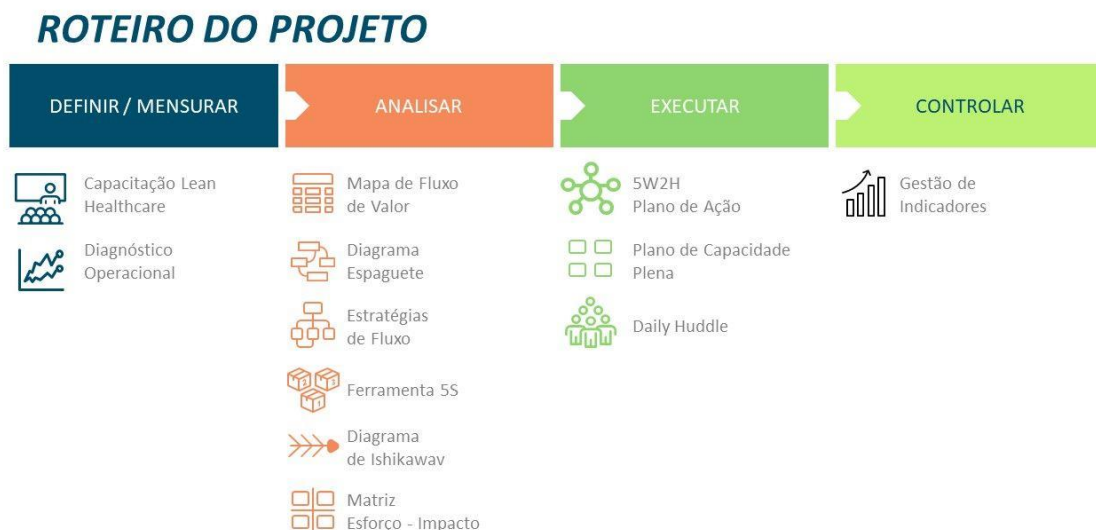 ROTEIRO DO PROJETO
DEFINIR / MENSURAR
ANALISAR
EXECUTAR
CONTROLAR
Capacitação Lean
Healthcare
Diagnóstico
Operacional
Mapa de Fluxo
de Valor
Diagrama
Espaguete
Estratégias
de Fluxo
Ferramenta 5S
Diagrama
de Ishikawav
Matriz
Esforço - Impacto
5W2H
Plano de Ação
Plano de Capacidade
Plena
Daily Huddle
Gestão de
Indicadores